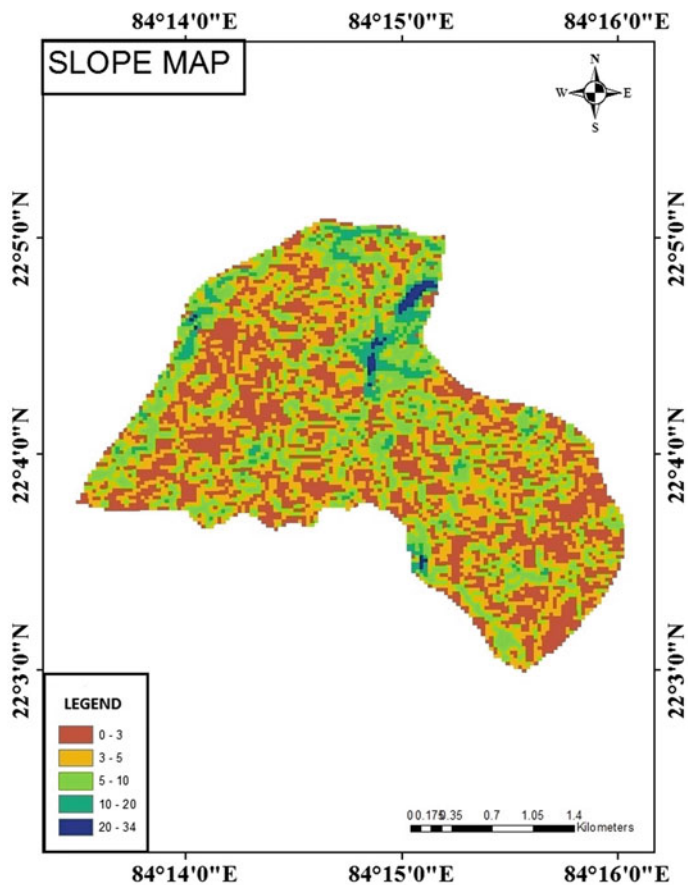 84°14'0"E 84°15'0"E 84°16'0"E
SLOPE MAP
N
W E
S
22°5'0"N 22°5'0"N
22°4'0"N 22°4'0"N
22°3'0"N 22°3'0"N
LEGEND
0 - 3
3 - 5
5 - 10
10 - 20
20 - 34
0 0.175 0.35 0.7 1.05 1.4
Kilometers
84°14'0"E 84°15'0"E 84°16'0"E